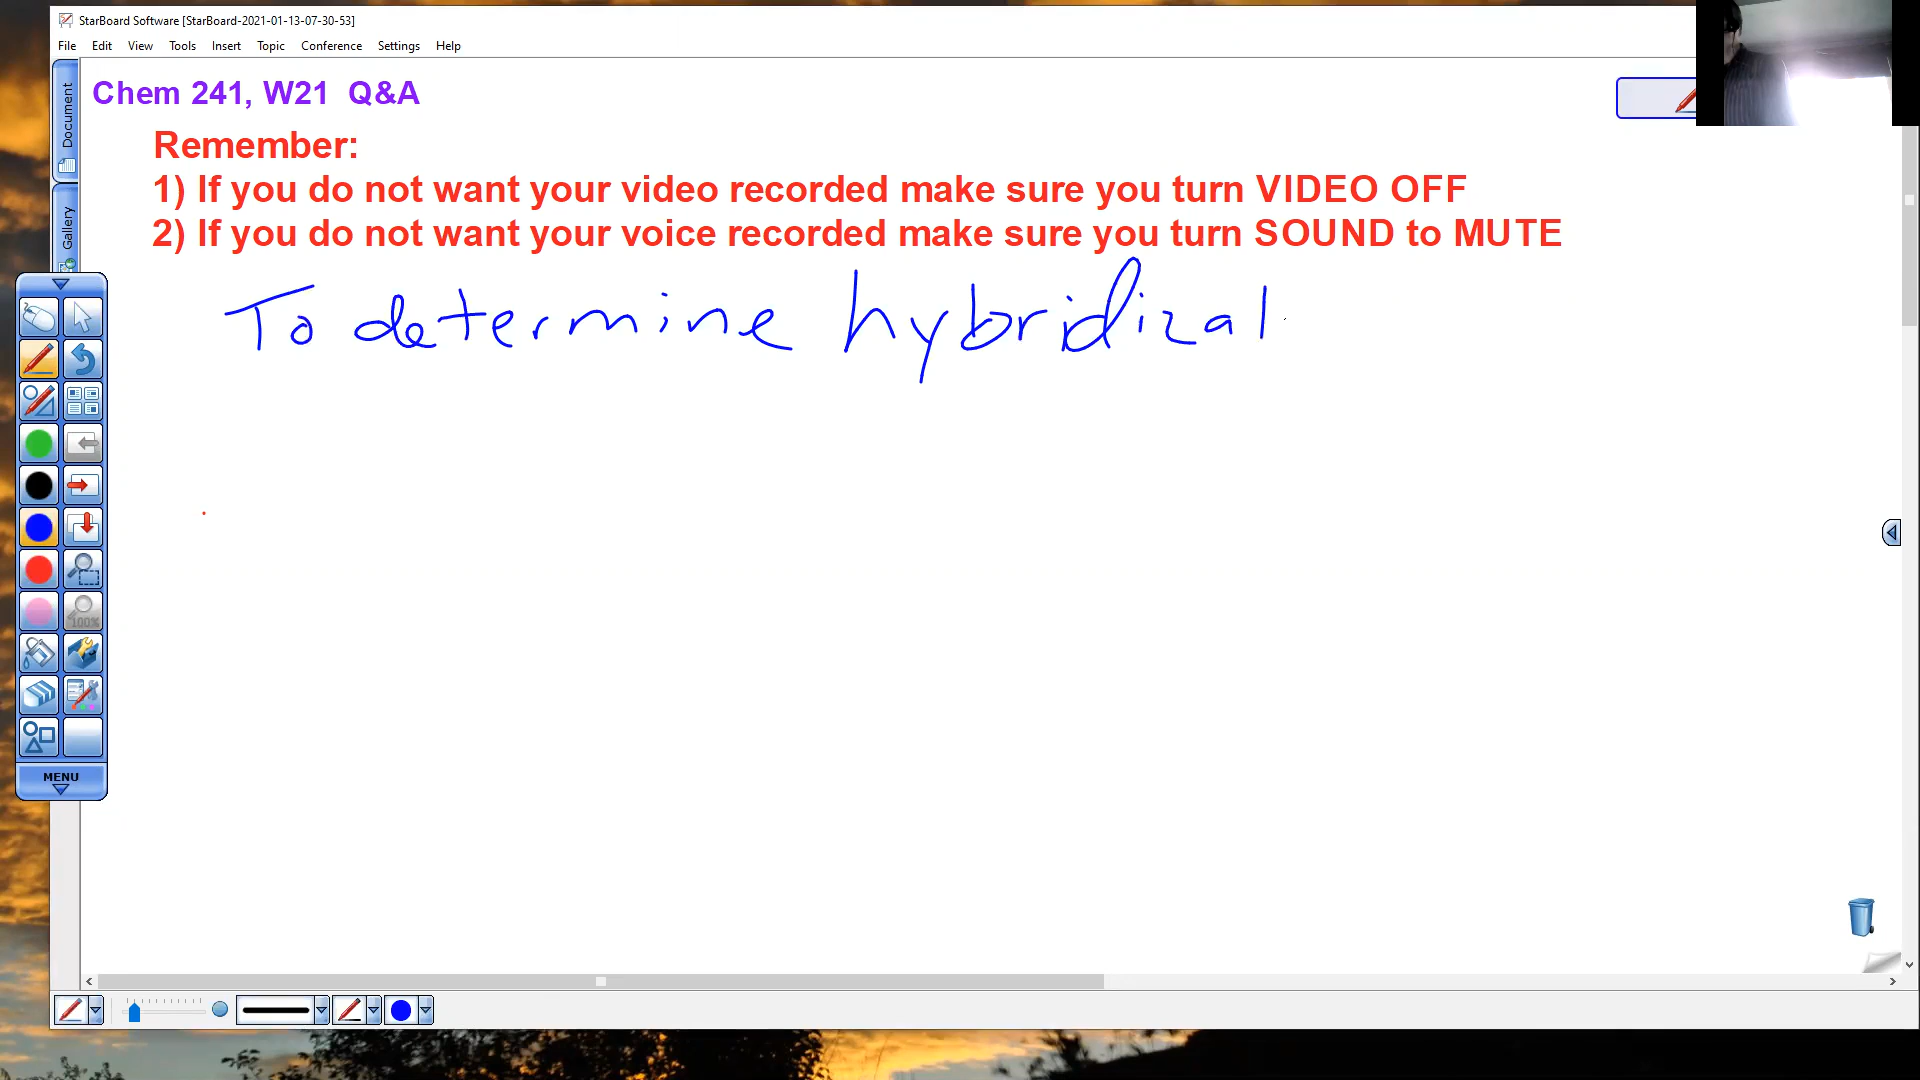 StarBoard Software [StarBoard-2021-01-13-07-30-53]
File Edit View Tools Insert Topic Conference Settings Help
Document
Gallery
Chem 241, W21 Q&A
Remember:
1) If you do not want your video recorded make sure you turn VIDEO OFF
2) If you do not want your voice recorded make sure you turn SOUND to MUTE
To determine hybridizal
100%
MENU